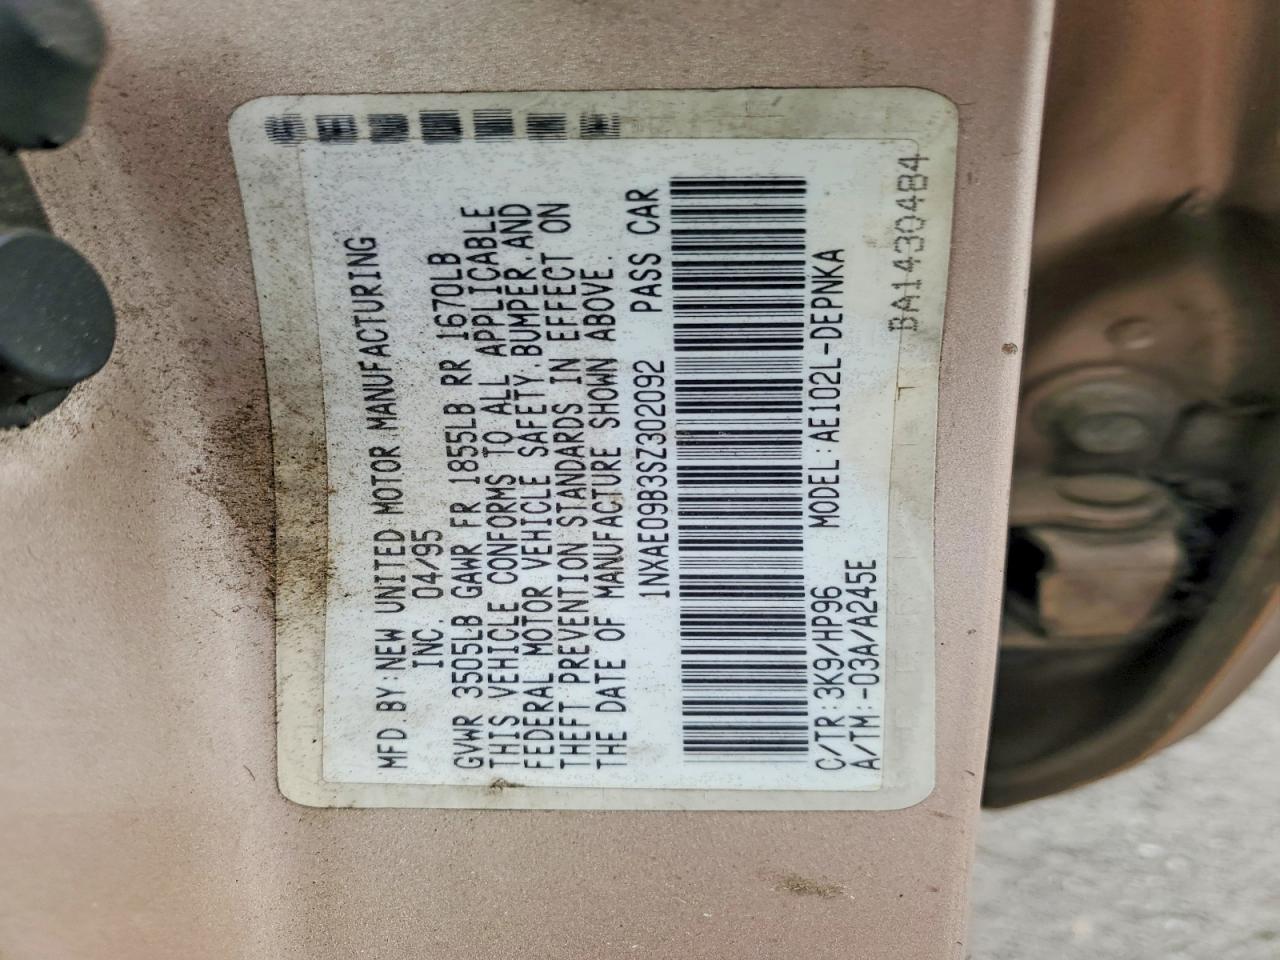 MFD.BY:NEW UNITED MOTOR MANUFACTURING
INC. 04/95
GVWR 3505LB GAWR FR 1855LB RR 1670LB
THIS VEHICLE CONFORMS TO ALL APPLICABLE
FEDERAL MOTOR VEHICLE SAFETY,BUMPER,AND
THEFT PREVENTION STANDARDS IN EFFECT ON
THE DATE OF MANUFACTURE SHOWN ABOVE.
1NXAE09B3SZ302092 PASS CAR
C/TR:3K9/HP96 MODEL:AE102L-DEPNKA
A/TM:-03A/A245E
BA1430484